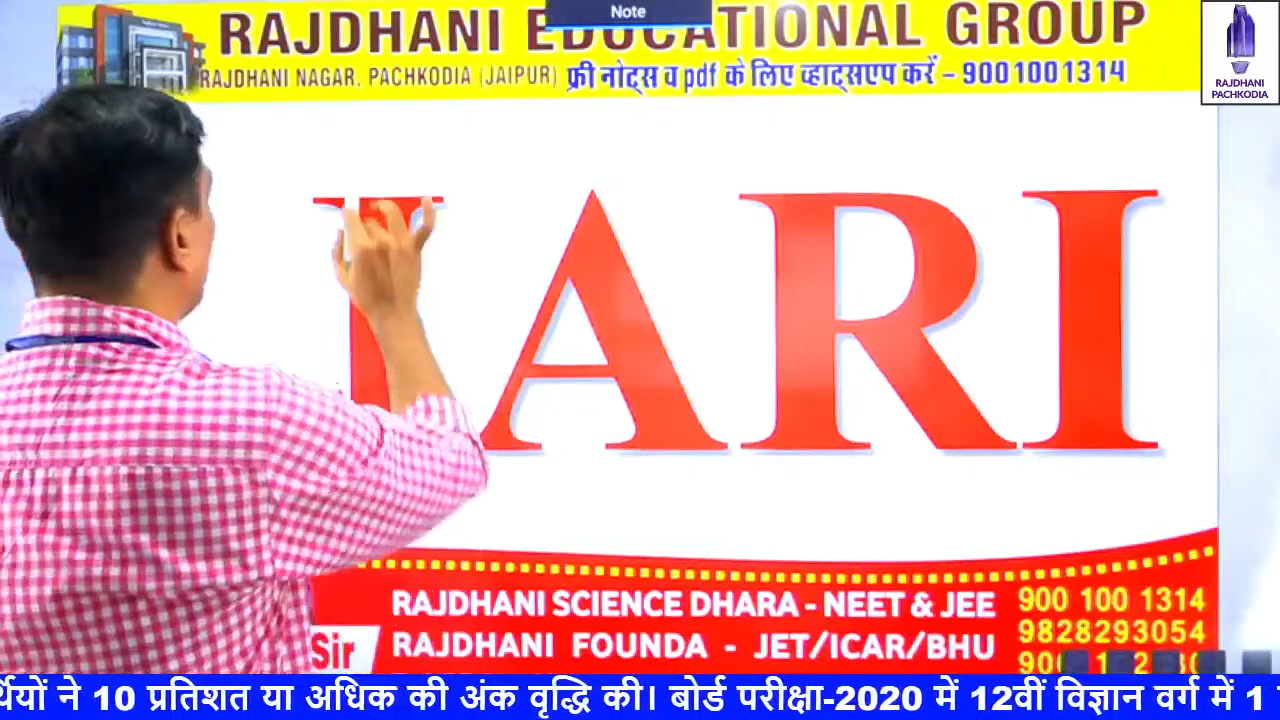 Note
RAJDHANI EDUCATIONAL GROUP
RAJDHANI NAGAR, PACHKODIA (JAIPUR) फ्री नोट्स व pdf के लिए व्हाट्सएप करें – 9001001314
RAJDHANI
PACHKODIA
IARI
RAJDHANI SCIENCE DHARA - NEET & JEE 900 100 1314
RAJDHANI FOUNDA - JET/ICAR/BHU 9828293054
Sir
ने 10 प्रतिशत या अधिक की अंक वृद्धि की। बोर्ड परीक्षा-2020 में 12वीं विज्ञान वर्ग में 1